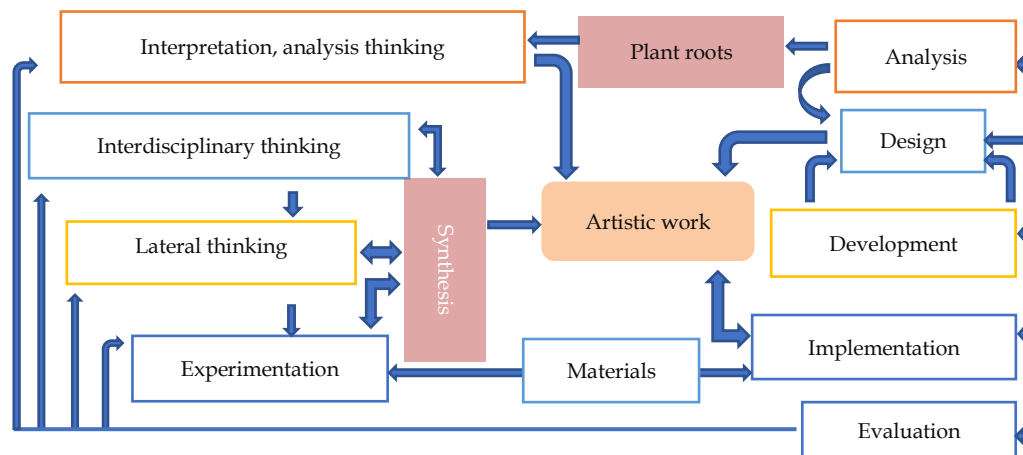 Interpretation, analysis thinking
Plant roots
Analysis
Interdisciplinary thinking
Design
Synthesis
Artistic work
Lateral thinking
Development
Experimentation
Materials
Implementation
Evaluation